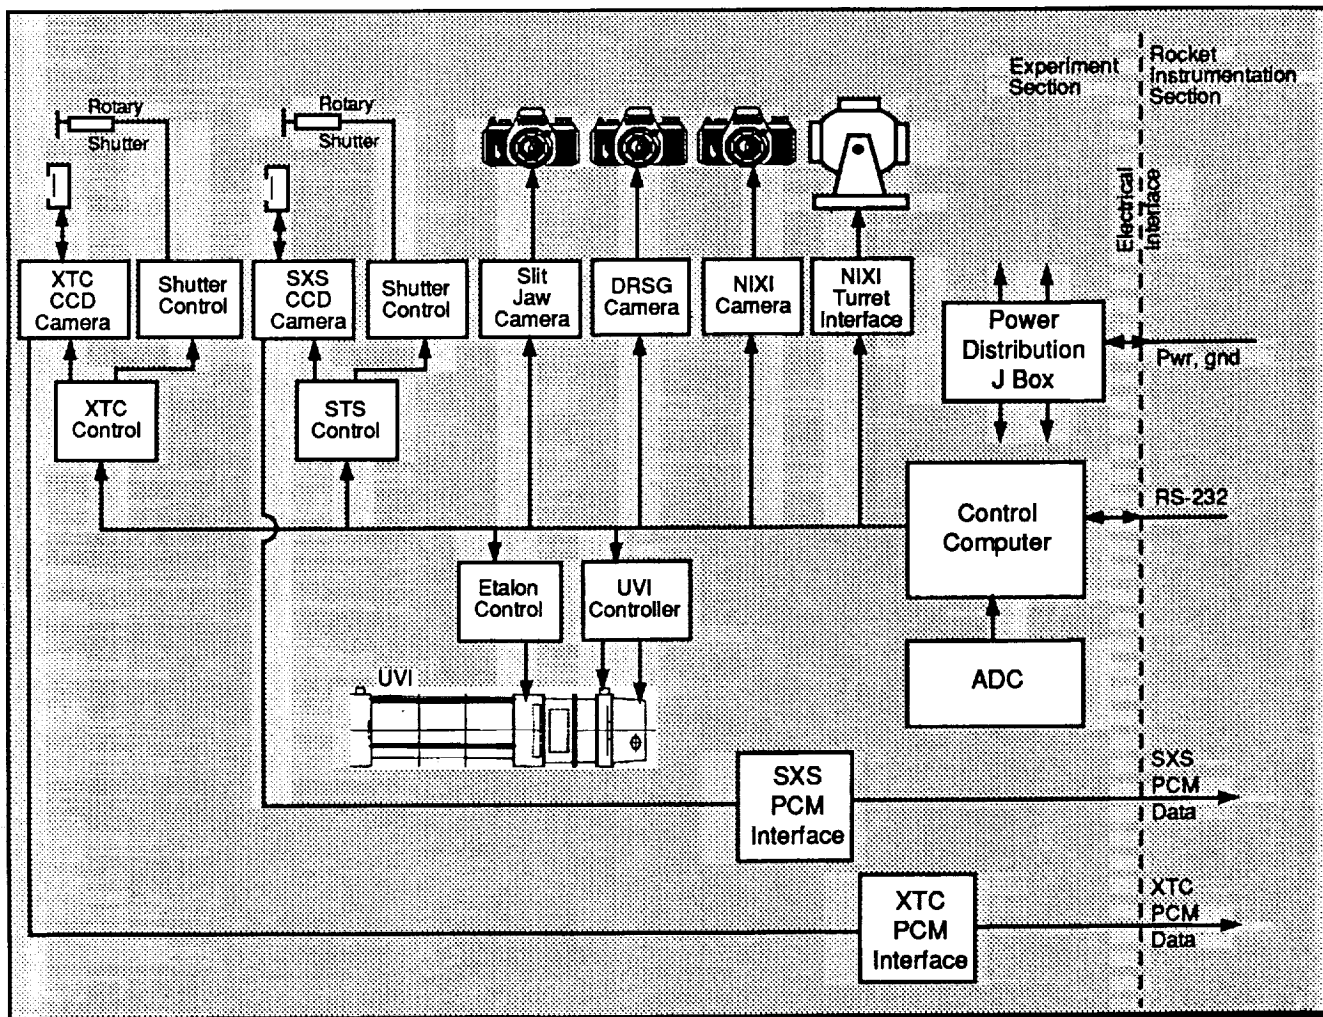 Experiment
Section
Rocket
Instrumentation
Section
Electrical
Interface
Rotary
Shutter
Rotary
Shutter
XTC
CCD
Camera
Shutter
Control
SXS
CCD
Camera
Shutter
Control
Slit
Jaw
Camera
DRSG
Camera
NIXI
Camera
NIXI
Turret
Interface
Power
Distribution
J Box
Pwr, gnd
XTC
Control
STS
Control
Control
Computer
RS-232
Etalon
Control
UVI
Controller
ADC
UVI
SXS
PCM
Interface
SXS
PCM
Data
XTC
PCM
Interface
XTC
PCM
Data